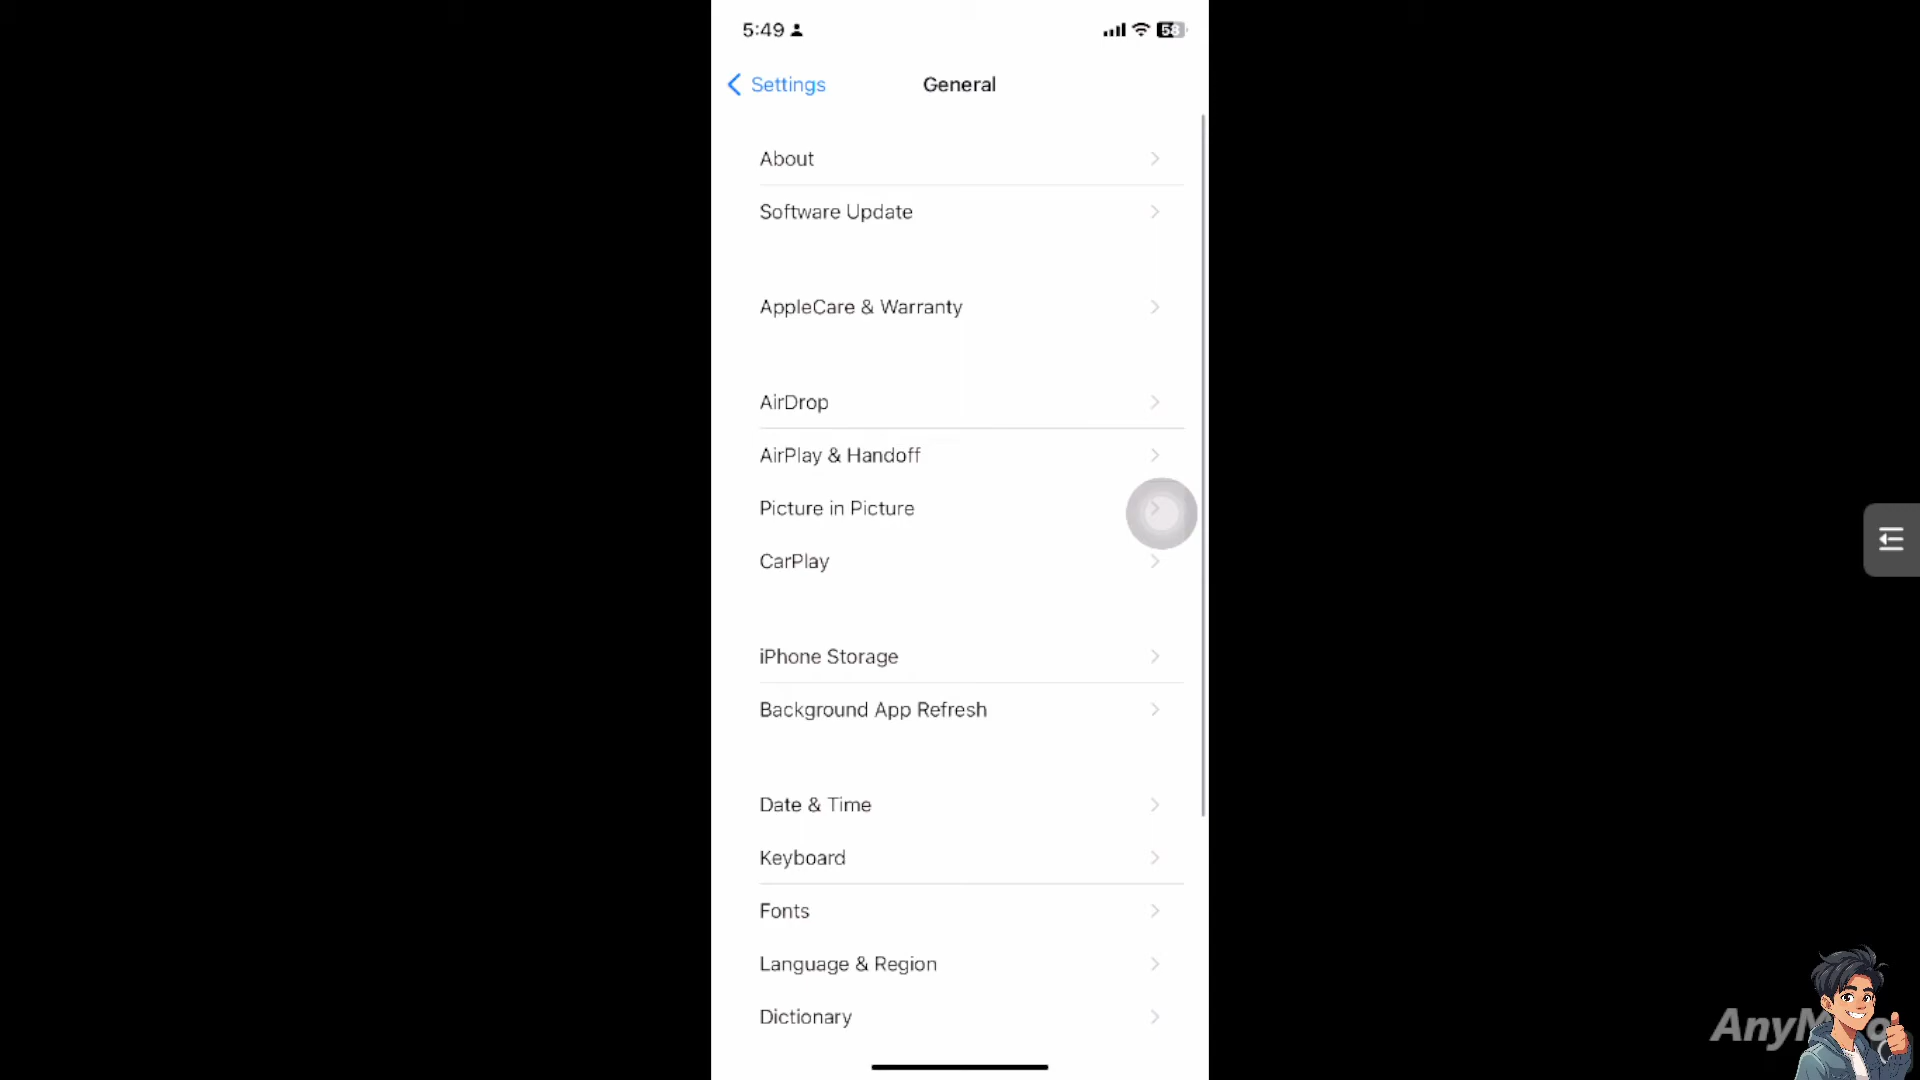 5:49
58
Settings
General
About
Software Update
AppleCare & Warranty
AirDrop
AirPlay & Handoff
Picture in Picture
CarPlay
iPhone Storage
Background App Refresh
Date & Time
Keyboard
Fonts
Language & Region
Dictionary